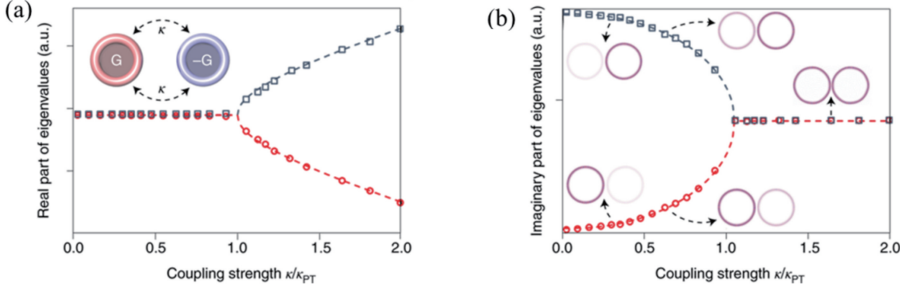 (a)
Real part of eigenvalues (a.u.)
κ
G
−G
κ
0.0
0.5
1.0
1.5
2.0
Coupling strength κ/κPT
(b)
Imaginary part of eigenvalues (a.u.)
0.0
0.5
1.0
1.5
2.0
Coupling strength κ/κPT